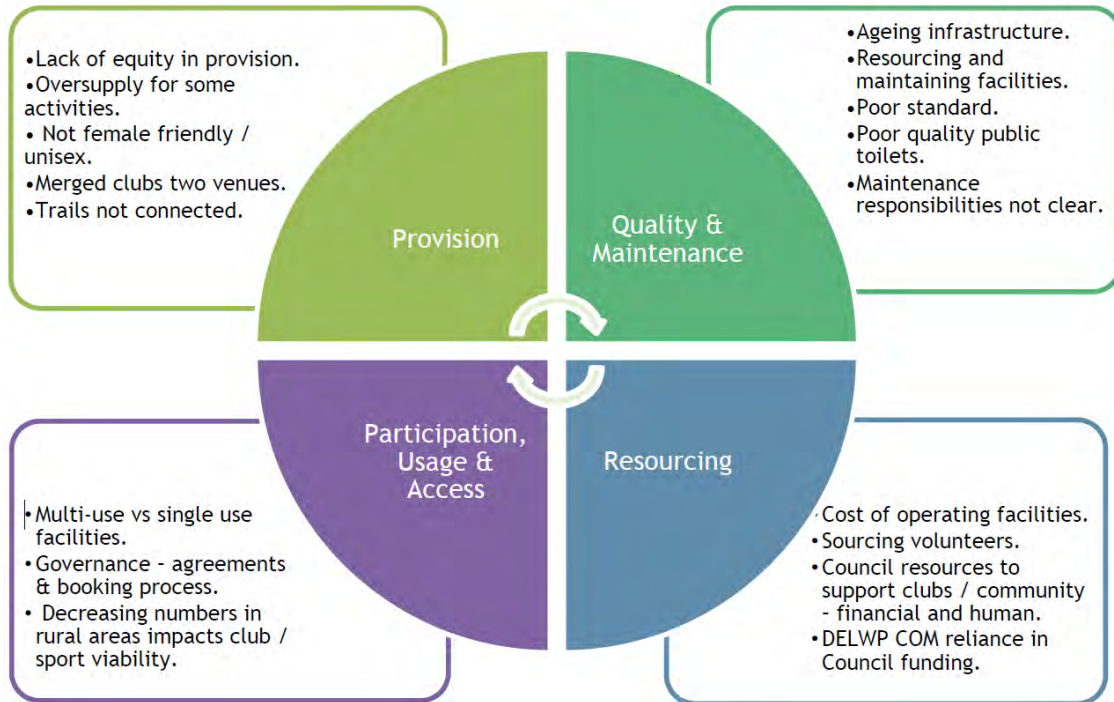 •Lack of equity in provision.
•Oversupply for some
activities.
• Not female friendly /
unisex.
•Merged clubs two venues.
•Trails not connected.
Provision
•Ageing infrastructure.
•Resourcing and
maintaining facilities.
•Poor standard.
•Poor quality public
toilets.
•Maintenance
responsibilities not clear.
Quality &
Maintenance
Participation,
Usage &
Access
•Multi-use vs single use
facilities.
•Governance – agreements
& booking process.
• Decreasing numbers in
rural areas impacts club /
sport viability.
Resourcing
•Cost of operating facilities.
•Sourcing volunteers.
•Council resources to
support clubs / community
– financial and human.
•DELWP COM reliance in
Council funding.